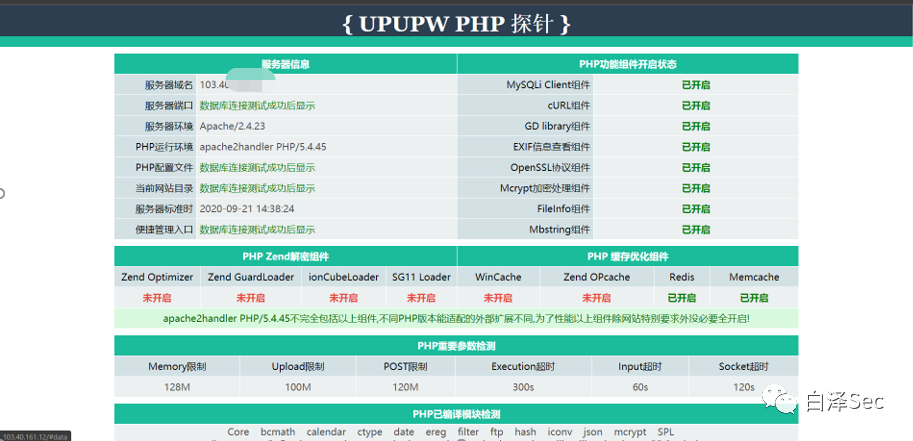 { UPUPW PHP 探针 }
服务器信息 PHP功能组件开启状态
服务器域名 103.40 MySQLi Client组件 已开启
服务器端口 数据库连接测试成功后显示 cURL组件 已开启
服务器环境 Apache/2.4.23 GD library组件 已开启
PHP运行环境 apache2handler PHP/5.4.45 EXIF信息查看组件 已开启
PHP配置文件 数据库连接测试成功后显示 OpenSSL协议组件 已开启
当前网站目录 数据库连接测试成功后显示 Mcrypt加密处理组件 已开启
服务器标准时 2020-09-21 14:38:24 FileInfo组件 已开启
便捷管理入口 数据库连接测试成功后显示 Mbstring组件 已开启
PHP Zend解密组件 PHP 缓存优化组件
Zend Optimizer Zend GuardLoader ionCubeLoader SG11 Loader WinCache Zend OPcache Redis Memcache
未开启 未开启 未开启 未开启 未开启 未开启 已开启 已开启
apache2handler PHP/5.4.45不完全包括以上组件,不同PHP版本能适配的外部扩展不同,为了性能以上组件除网站特别要求外没必要全开启!
PHP重要参数检测
Memory限制 Upload限制 POST限制 Execution超时 Input超时 Socket超时
128M 100M 120M 300s 60s 120s
白泽Sec
PHP已编译模块检测
Core bcmath calendar ctype date ereg filter ftp hash iconv json mcrypt SPL
103.40.161.12/#data